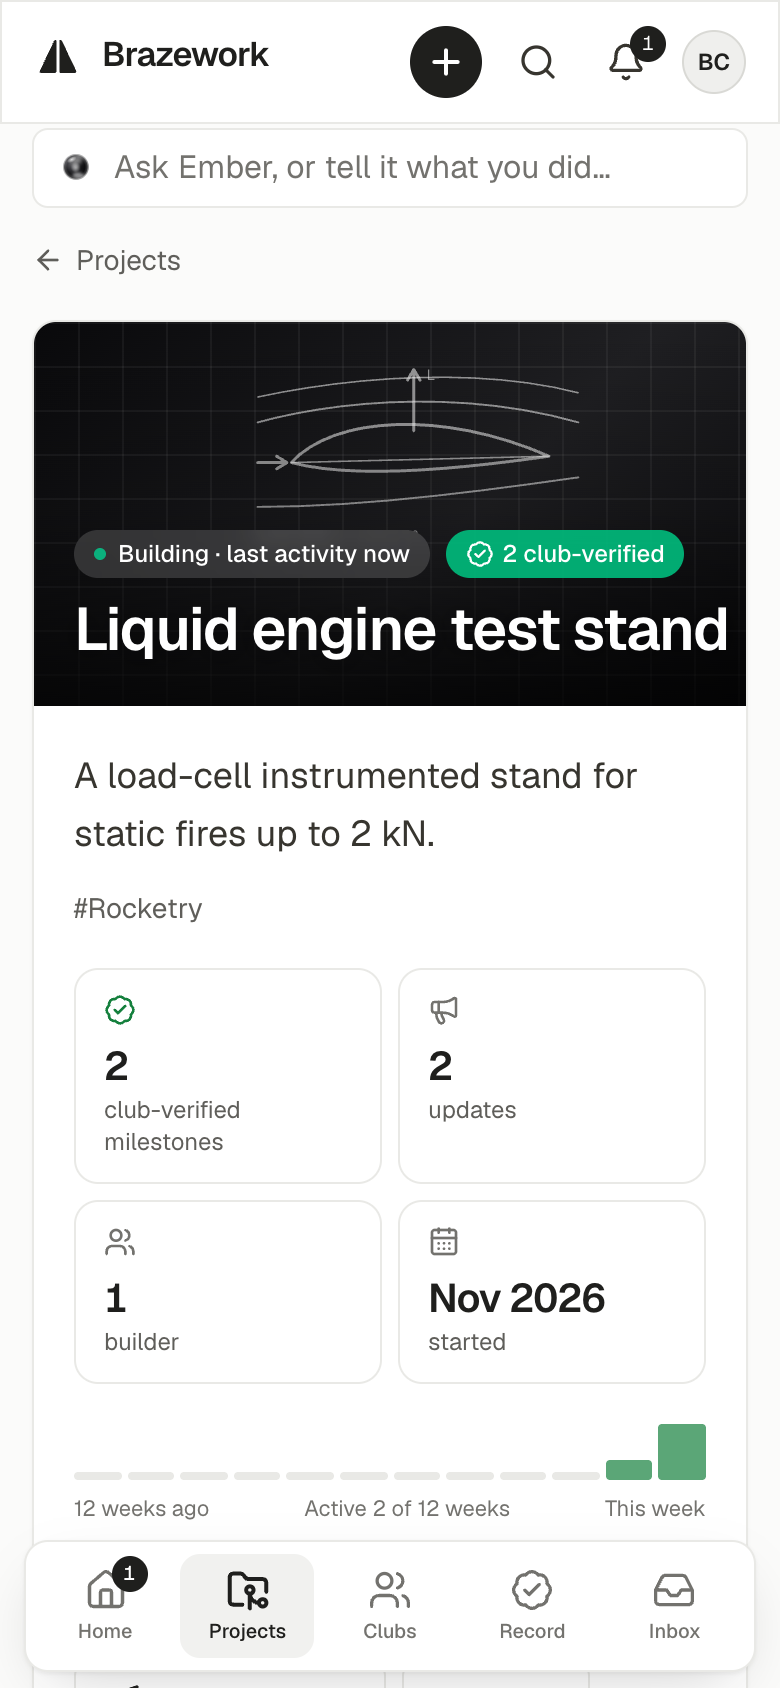 Brazework
1
BC
Ask Ember, or tell it what you did...
Projects
L
Building · last activity now
2 club-verified
Liquid engine test stand
A load-cell instrumented stand for
static fires up to 2 kN.
#Rocketry
2
club-verified
milestones
2
updates
1
builder
Nov 2026
started
12 weeks ago
Active 2 of 12 weeks
This week
1
Home
Projects
Clubs
Record
Inbox